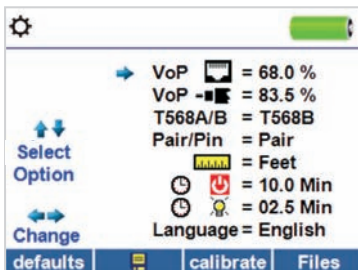 VoP = 68.0 %
VoP = 83.5 %
T568A/B = T568B
Pair/Pin = Pair
= Feet
= 10.0 Min
= 02.5 Min
Language = English
Select
Option
Change
defaults calibrate Files